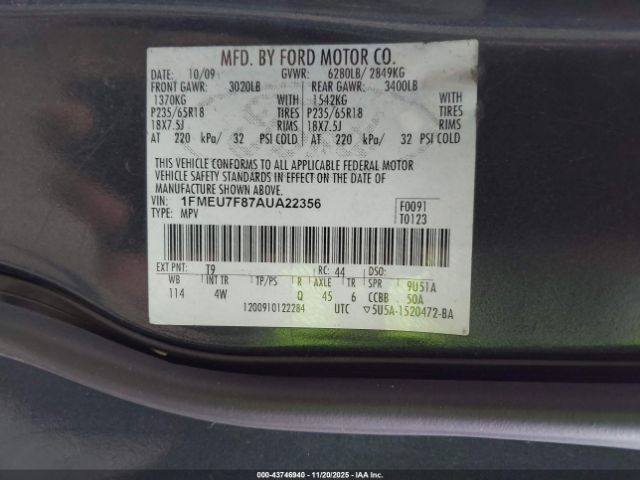 MFD. BY FORD MOTOR CO.
DATE: 10/09 GVWR: 6280LB/ 2849KG
FRONT GAWR: 3020LB REAR GAWR: 3400LB
1370KG WITH 1542KG WITH
P235/65R18 TIRES P235/65R18 TIRES
18X7.5J RIMS 18X7.5J RIMS
AT 220 kPa/ 32 PSI COLD AT 220 kPa/ 32 PSI COLD
THIS VEHICLE CONFORMS TO ALL APPLICABLE FEDERAL MOTOR
VEHICLE SAFETY STANDARDS IN EFFECT ON THE DATE OF
MANUFACTURE SHOWN ABOVE.
VIN: 1FMEU7F87AUA22356 F0091
TYPE: MPV T0123
EXT PNT: T9 RC: 44 DSO:
WB INT TR TP/PS R AXLE TR SPR 9U51A
114 4W Q 45 6 CCBB 50A
1200910122284 UTC ▽5U5A-1520472-BA
000-43746940 - 11/20/2025 - IAAI.COM